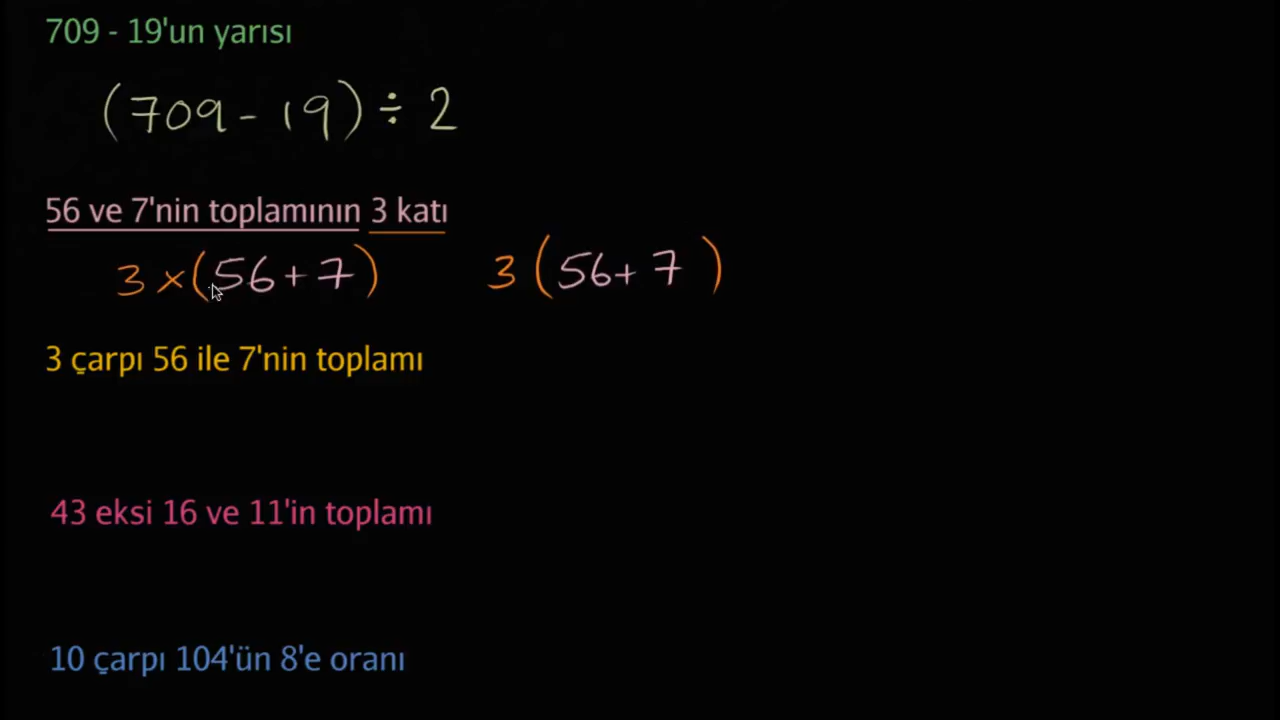 709 - 19'un yarısı
(709 - 19) ÷ 2
56 ve 7'nin toplamının 3 katı
3 × (56 + 7) 3 (56 + 7)
3 çarpı 56 ile 7'nin toplamı
43 eksi 16 ve 11'in toplamı
10 çarpı 104'ün 8'e oranı